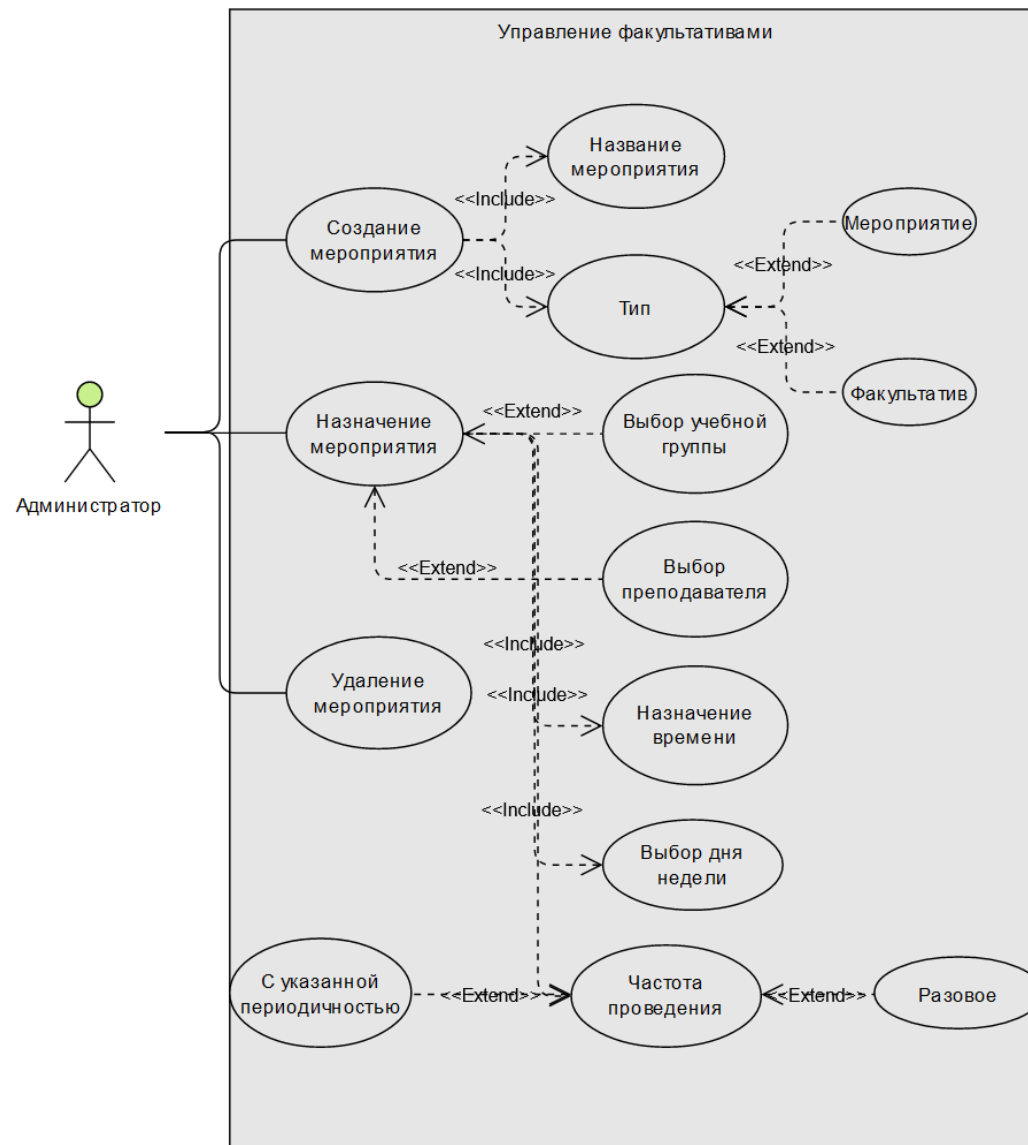 Управление факультативами
Название
мероприятия
<<Include>>
Создание
мероприятия
<<Include>>
Мероприятие
<<Extend>>
Тип
<<Extend>>
Факультатив
Назначение
мероприятия
<<Extend>>
Выбор учебной
группы
Администратор
<<Extend>>
Выбор
преподавателя
<<Include>>
Удаление
мероприятия
<<Include>>
Назначение
времени
<<Include>>
Выбор дня
недели
С указанной
периодичностью
<<Extend>>
Частота
проведения
<<Extend>>
Разовое